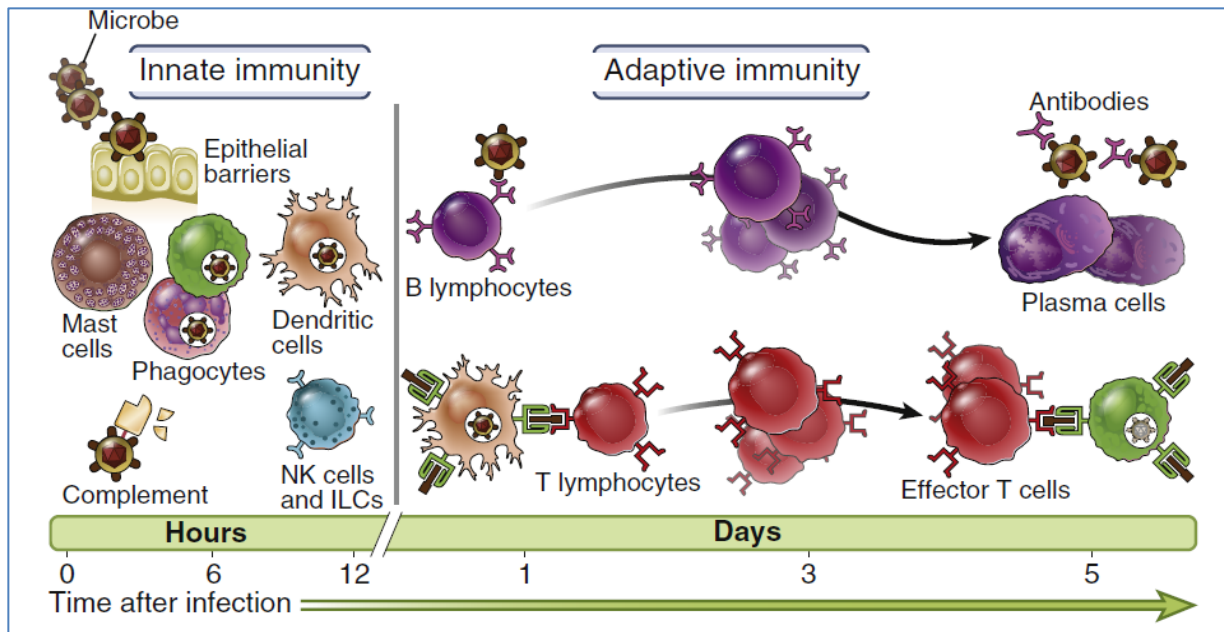 Microbe
Innate immunity
Adaptive immunity
Epithelial
barriers
Mast
cells
Phagocytes
Dendritic
cells
Complement
NK cells
and ILCs
B lymphocytes
Antibodies
Plasma cells
T lymphocytes
Effector T cells
Hours
Days
0 6 12 1 3 5
Time after infection